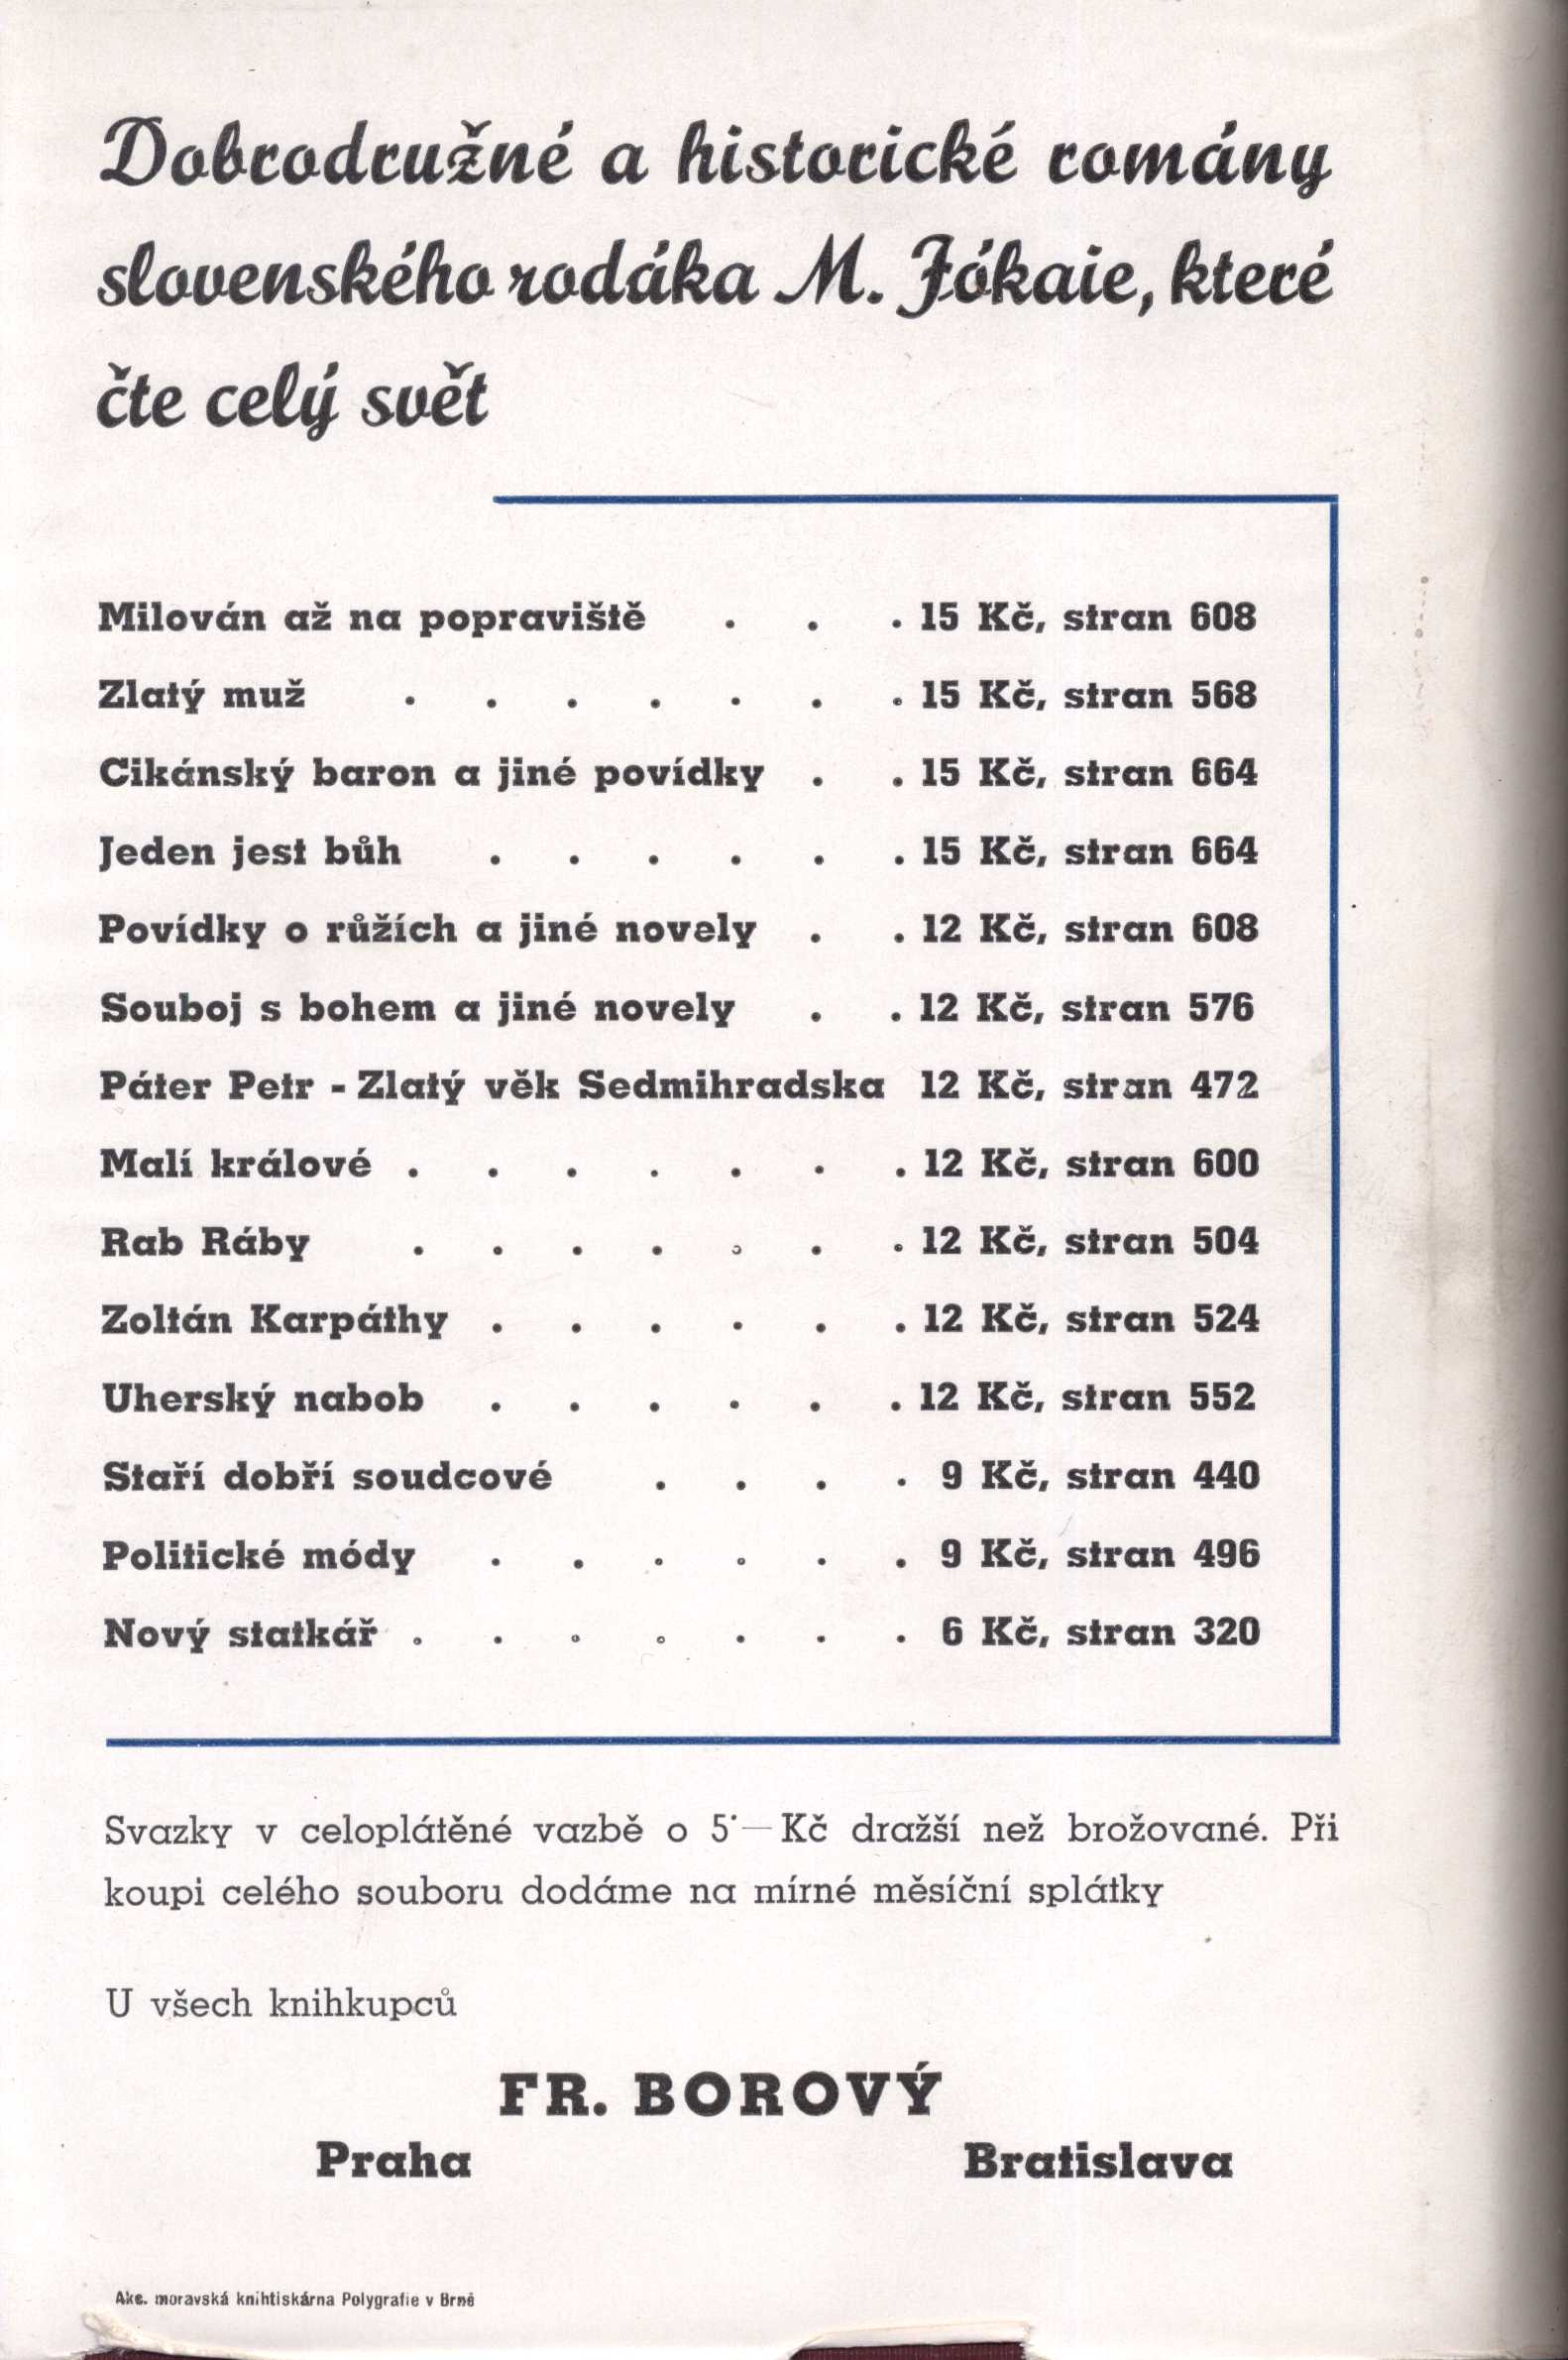 Dobrodružné a historické romány
slovenského rodáka M. Jókaie, které
čte celý svět
Milován až na popraviště . . . 15 Kč, stran 608
Zlatý muž . . . . . . . 15 Kč, stran 568
Cikánský baron a jiné povídky . . 15 Kč, stran 664
Jeden jest bůh . . . . . . 15 Kč, stran 664
Povídky o růžích a jiné novely . . 12 Kč, stran 608
Souboj s bohem a jiné novely . . 12 Kč, stran 576
Páter Petr - Zlatý věk Sedmihradska 12 Kč, stran 472
Malí králové . . . . . . . 12 Kč, stran 600
Rab Ráby . . . . . . . 12 Kč, stran 504
Zoltán Karpáthy . . . . . . 12 Kč, stran 524
Uherský nabob . . . . . . 12 Kč, stran 552
Staří dobří soudcové . . . . 9 Kč, stran 440
Politické módy . . . . . . 9 Kč, stran 496
Nový statkář . . . . . . . 6 Kč, stran 320
Svazky v celoplátěné vazbě o 5·— Kč dražší než brožované. Při
koupi celého souboru dodáme na mírné měsíční splátky
U všech knihkupců
FR. BOROVÝ
Praha Bratislava
Akc. moravská knihtiskárna Polygrafie v Brně